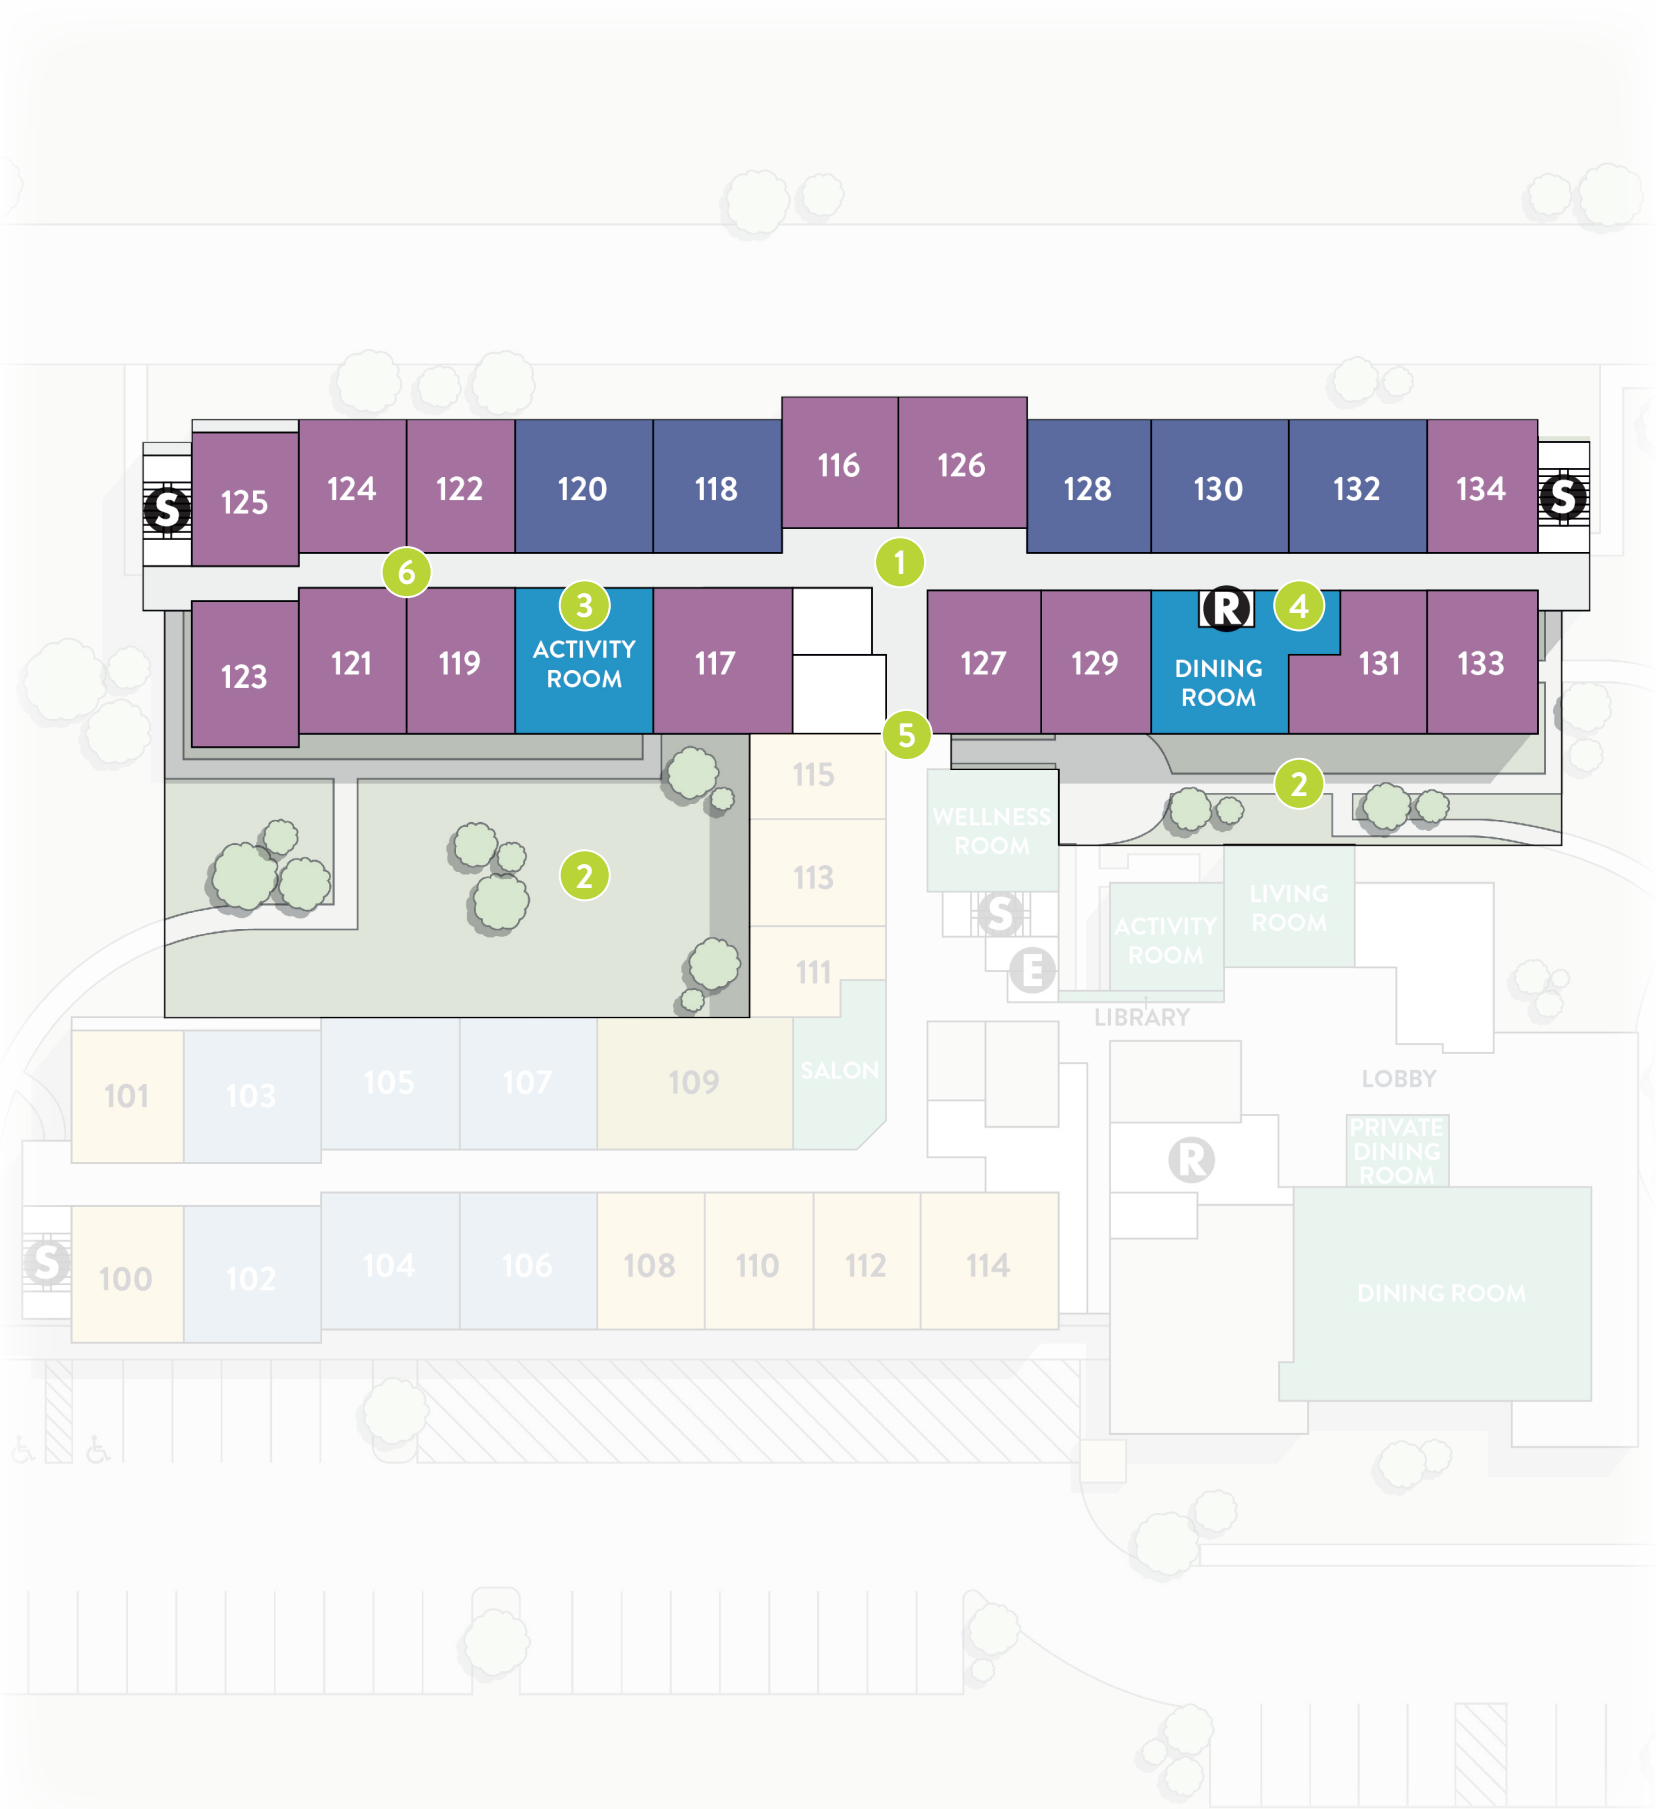 116
126
125
124
122
120
118
128
130
132
134
S
S
1
6
3
R
4
123
121
119
ACTIVITY
ROOM
117
127
129
DINING
ROOM
131
133
5
115
2
WELLNESS
ROOM
2
113
LIVING
ROOM
S
ACTIVITY
ROOM
111
E
LIBRARY
101
103
105
107
109
SALON
LOBBY
PRIVATE
DINING
ROOM
R
S
100
102
104
106
108
110
112
114
DINING ROOM